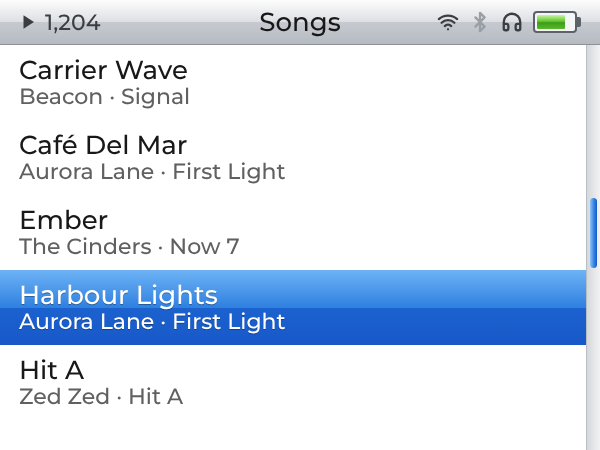 1,204
Songs
Carrier Wave
Beacon · Signal
Café Del Mar
Aurora Lane · First Light
Ember
The Cinders · Now 7
Harbour Lights
Aurora Lane · First Light
Hit A
Zed Zed · Hit A